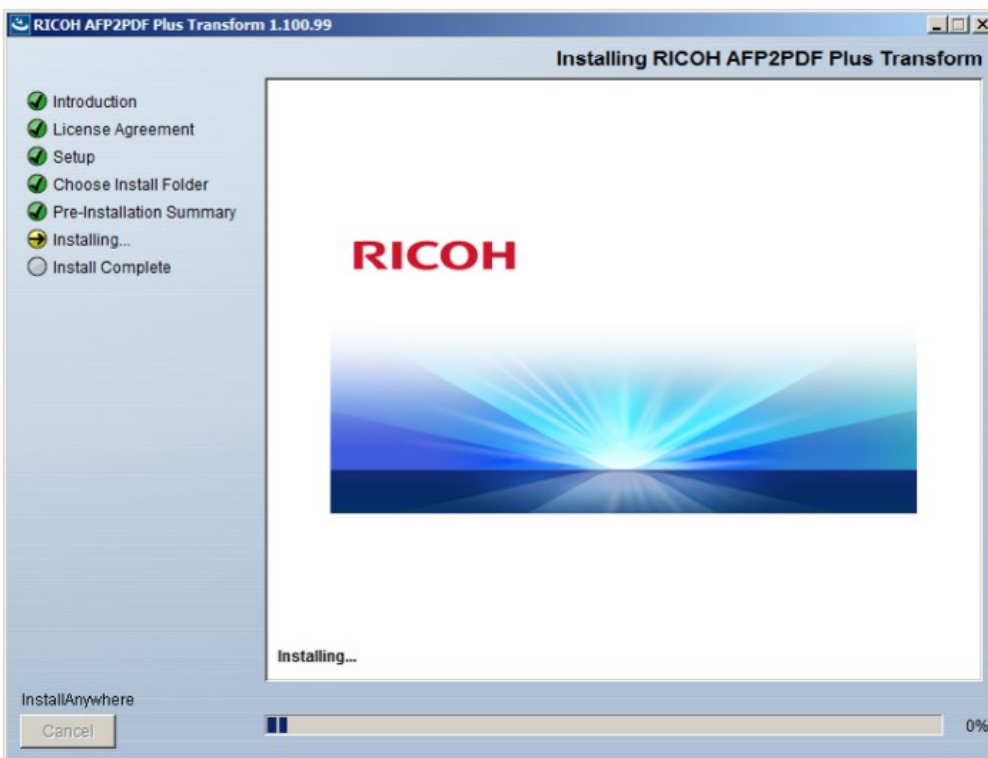 RICOH AFP2PDF Plus Transform 1.100.99
Installing RICOH AFP2PDF Plus Transform
Introduction
License Agreement
Setup
Choose Install Folder
Pre-Installation Summary
Installing...
Install Complete
RICOH
Installing...
InstallAnywhere
Cancel
0%